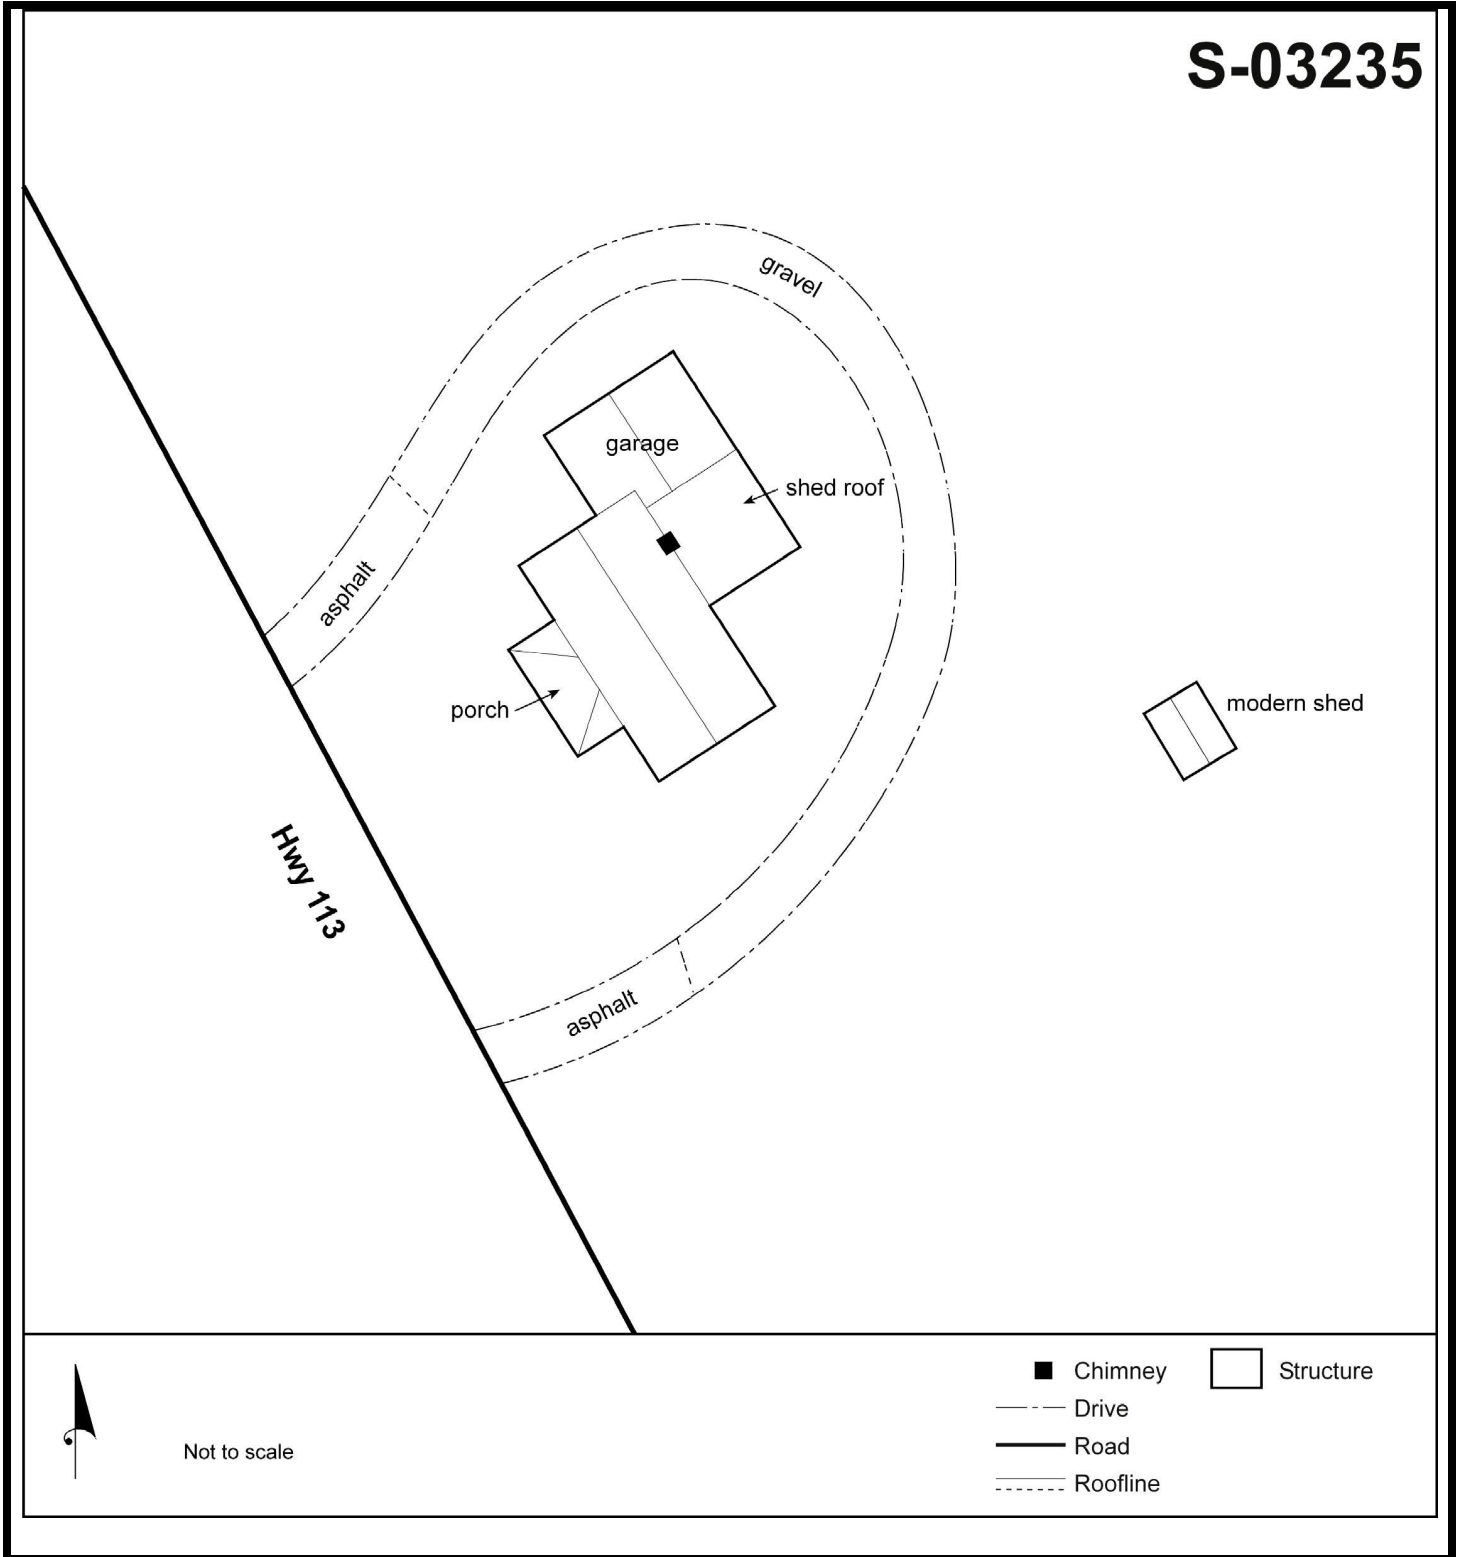 S-03235
gravel
garage
shed roof
asphalt
porch
modern shed
Hwy 113
asphalt
Chimney
Structure
Drive
Road
Roofline
Not to scale